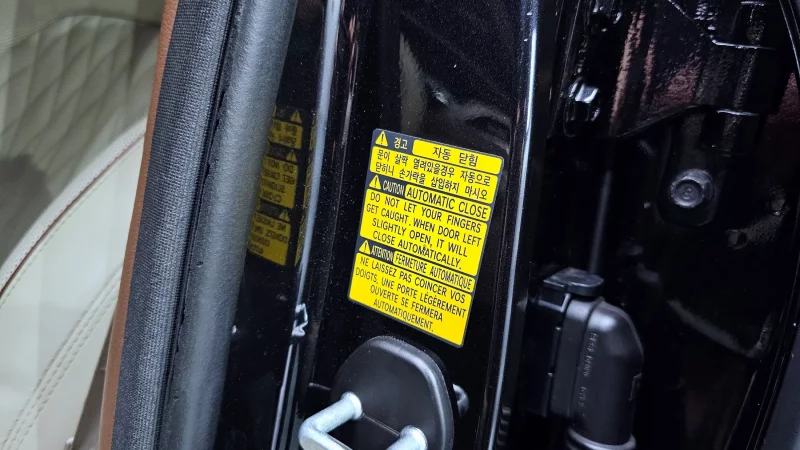 경고 자동 닫힘
문이 살짝 열려있을경우 자동으로
닫히니 손가락을 삽입하지 마시오
CAUTION AUTOMATIC CLOSE
DO NOT LET YOUR FINGERS
GET CAUGHT. WHEN DOOR LEFT
SLIGHTLY OPEN, IT WILL
CLOSE AUTOMATICALLY.
ATTENTION FERMETURE AUTOMATIQUE
NE LAISSEZ PAS COINCER VOS
DOIGTS, UNE PORTE LÉGÈREMENT
OUVERTE SE FERMERA
AUTOMATIQUEMENT.